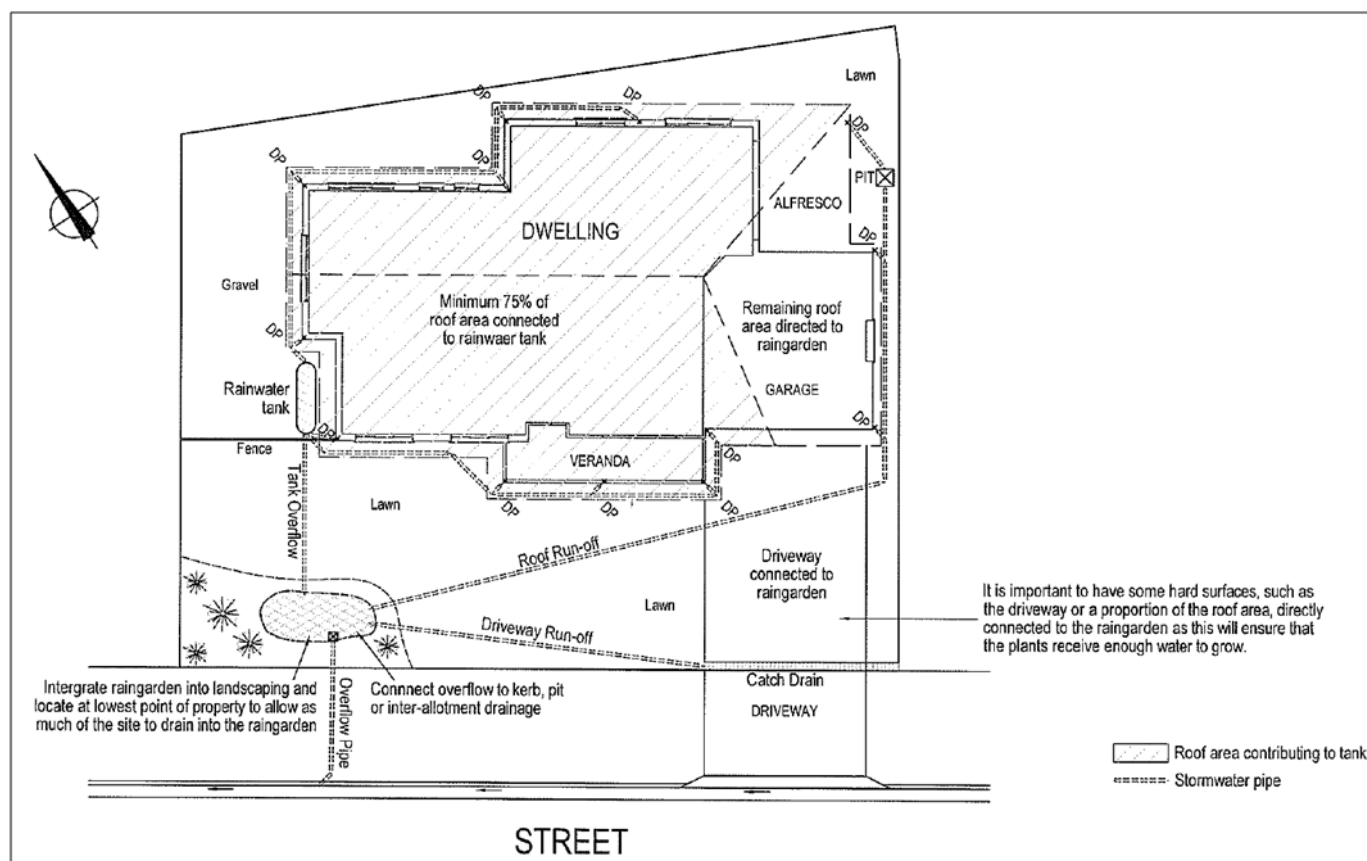 Lawn
DP
DP
DP
PIT
DP
DP
ALFRESCO
DWELLING
DP
Gravel
Minimum 75% of
roof area connected
to rainwaer tank
Remaining roof
area directed to
raingarden
DP
Rainwater
tank
GARAGE
DP
DP
Fence
VERANDA
DP
Tank Overflow
Lawn
DP
DP
DP
Roof Run-off
Driveway
connected to
raingarden
Lawn
Driveway Run-off
It is important to have some hard surfaces, such as
the driveway or a proportion of the roof area, directly
connected to the raingarden as this will ensure that
the plants receive enough water to grow.
Intergrate raingarden into landscaping and
locate at lowest point of property to allow as
much of the site to drain into the raingarden
Connnect overflow to kerb, pit
or inter-allotment drainage
Overflow Pipe
Catch Drain
DRIVEWAY
Roof area contributing to tank
Stormwater pipe
STREET